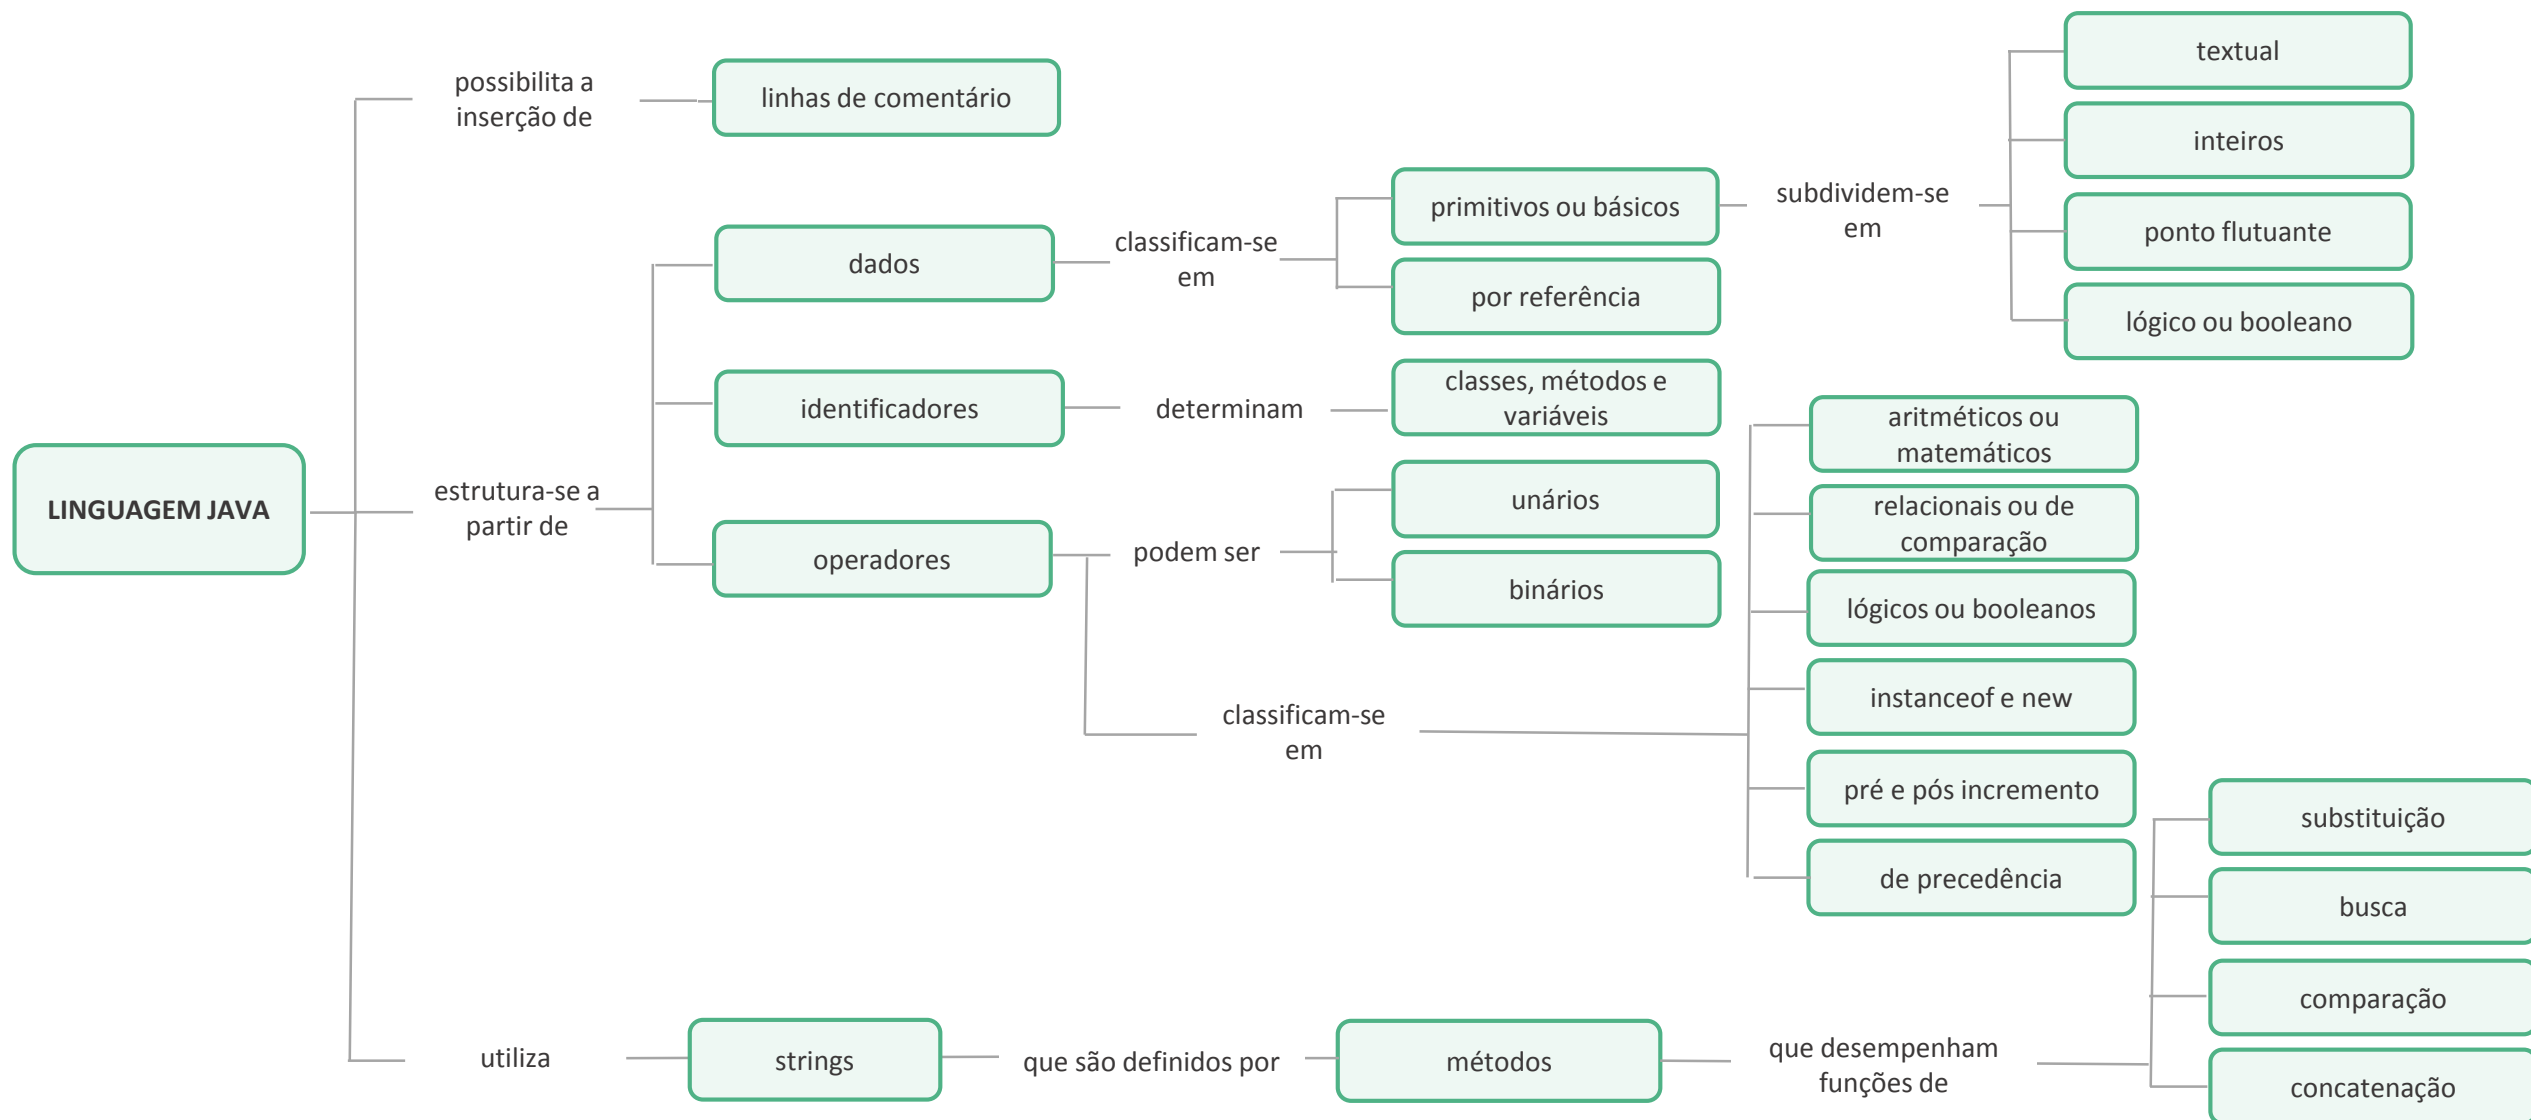 LINGUAGEM JAVA
possibilita a
inserção de
linhas de comentário
estrutura-se a
partir de
dados
classificam-se
em
primitivos ou básicos
subdividem-se
em
textual
inteiros
ponto flutuante
lógico ou booleano
por referência
identificadores
determinam
classes, métodos e
variáveis
operadores
podem ser
unários
binários
classificam-se
em
aritméticos ou
matemáticos
relacionais ou de
comparação
lógicos ou booleanos
instanceof e new
pré e pós incremento
de precedência
utiliza
strings
que são definidos por
métodos
que desempenham
funções de
substituição
busca
comparação
concatenação